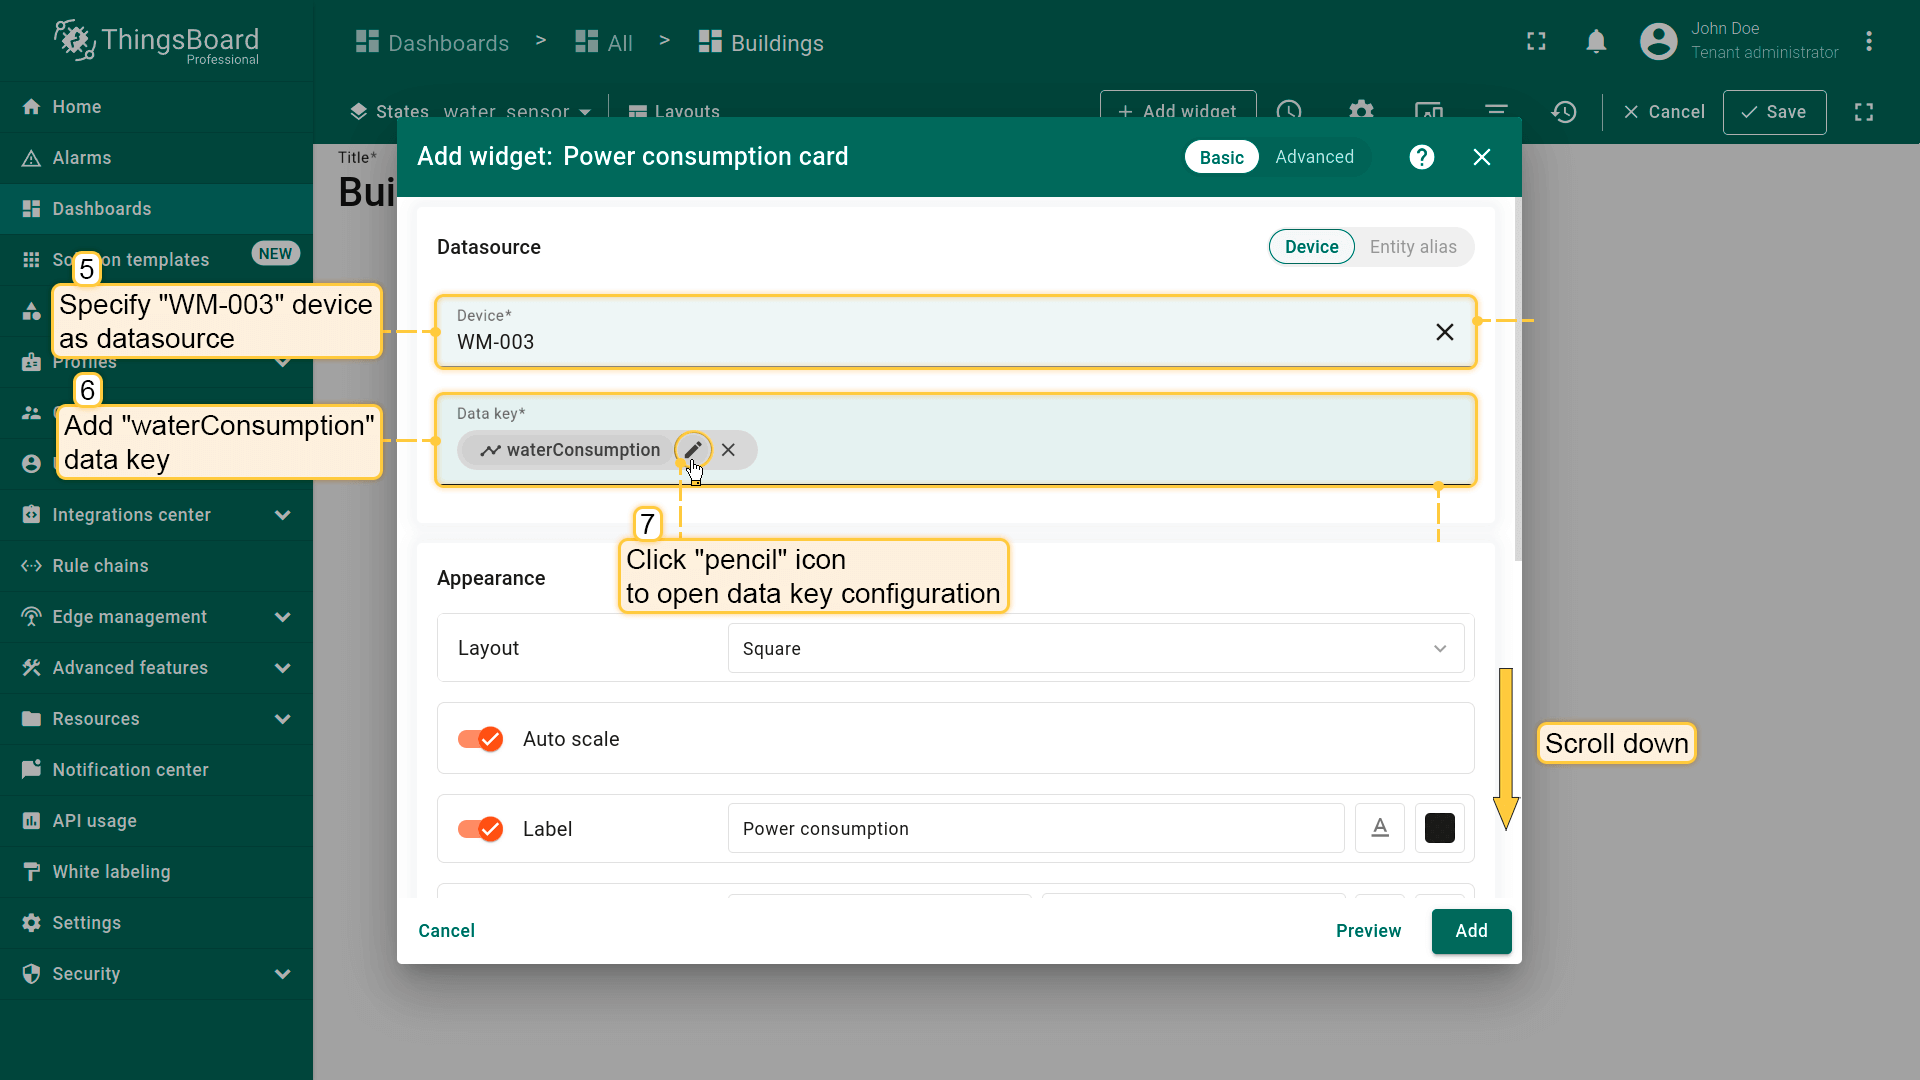 ThingsBoard
Professional
Dashboards > All > Buildings
John Doe
Tenant administrator
Home
Alarms
Dashboards
templates
NEW
Profiles
Integrations center
Rule chains
Edge management
Advanced features
Resources
Notification center
API usage
White labeling
Settings
Security
States water_sensor
Layouts
+ Add widget
Cancel
Save
Title*
Add widget: Power consumption card
Basic
Advanced
Datasource
Device
Entity alias
5
Specify "WM-003" device
as datasource
Device*
WM-003
6
Add "waterConsumption"
data key
Data key*
waterConsumption
7
Click "pencil" icon
to open data key configuration
Appearance
Layout
Square
Auto scale
Label
Power consumption
Scroll down
Cancel
Preview
Add